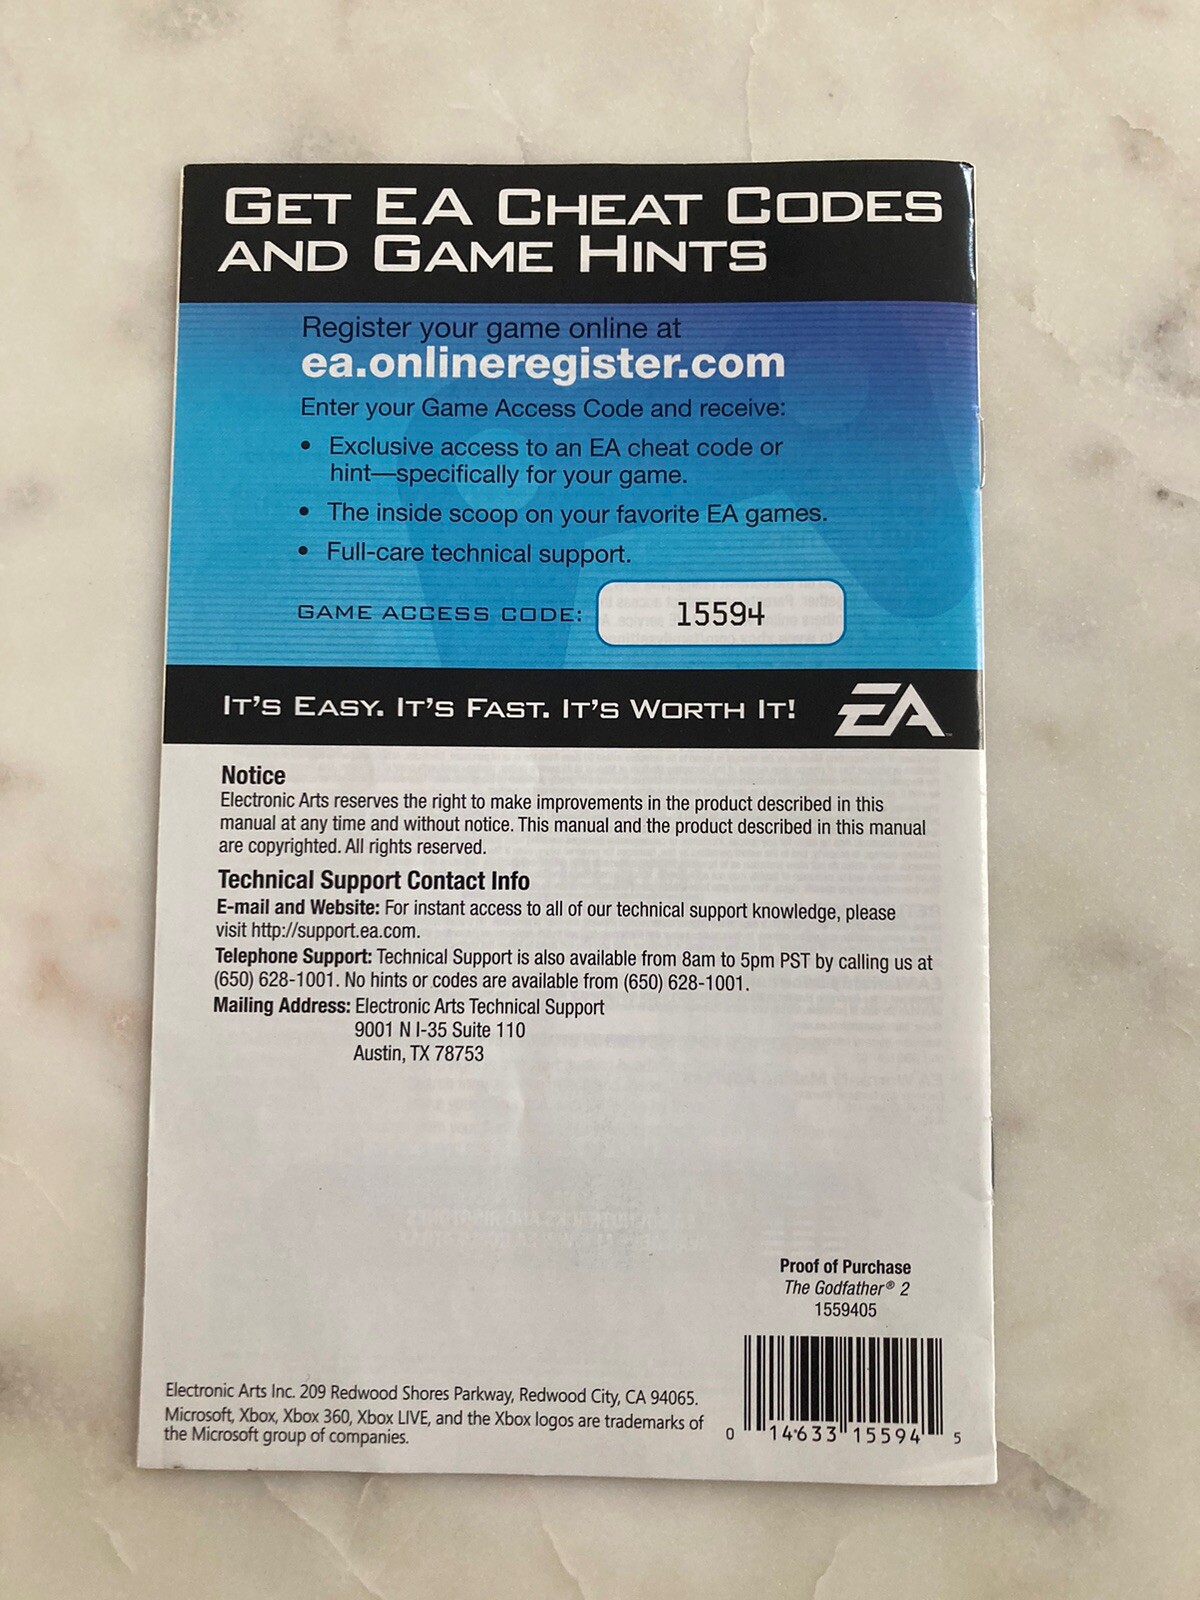 GET EA CHEAT CODES
AND GAME HINTS
Register your game online at
ea.onlineregister.com
Enter your Game Access Code and receive:
• Exclusive access to an EA cheat code or
hint—specifically for your game.
• The inside scoop on your favorite EA games.
• Full-care technical support.
GAME ACCESS CODE: 15594
IT'S EASY. IT'S FAST. IT'S WORTH IT! EA
Notice
Electronic Arts reserves the right to make improvements in the product described in this
manual at any time and without notice. This manual and the product described in this manual
are copyrighted. All rights reserved.
Technical Support Contact Info
E-mail and Website: For instant access to all of our technical support knowledge, please
visit http://support.ea.com.
Telephone Support: Technical Support is also available from 8am to 5pm PST by calling us at
(650) 628-1001. No hints or codes are available from (650) 628-1001.
Mailing Address: Electronic Arts Technical Support
9001 N I-35 Suite 110
Austin, TX 78753
Proof of Purchase
The Godfather® 2
1559405
Electronic Arts Inc. 209 Redwood Shores Parkway, Redwood City, CA 94065.
Microsoft, Xbox, Xbox 360, Xbox LIVE, and the Xbox logos are trademarks of
the Microsoft group of companies.
0 14633 15594 5